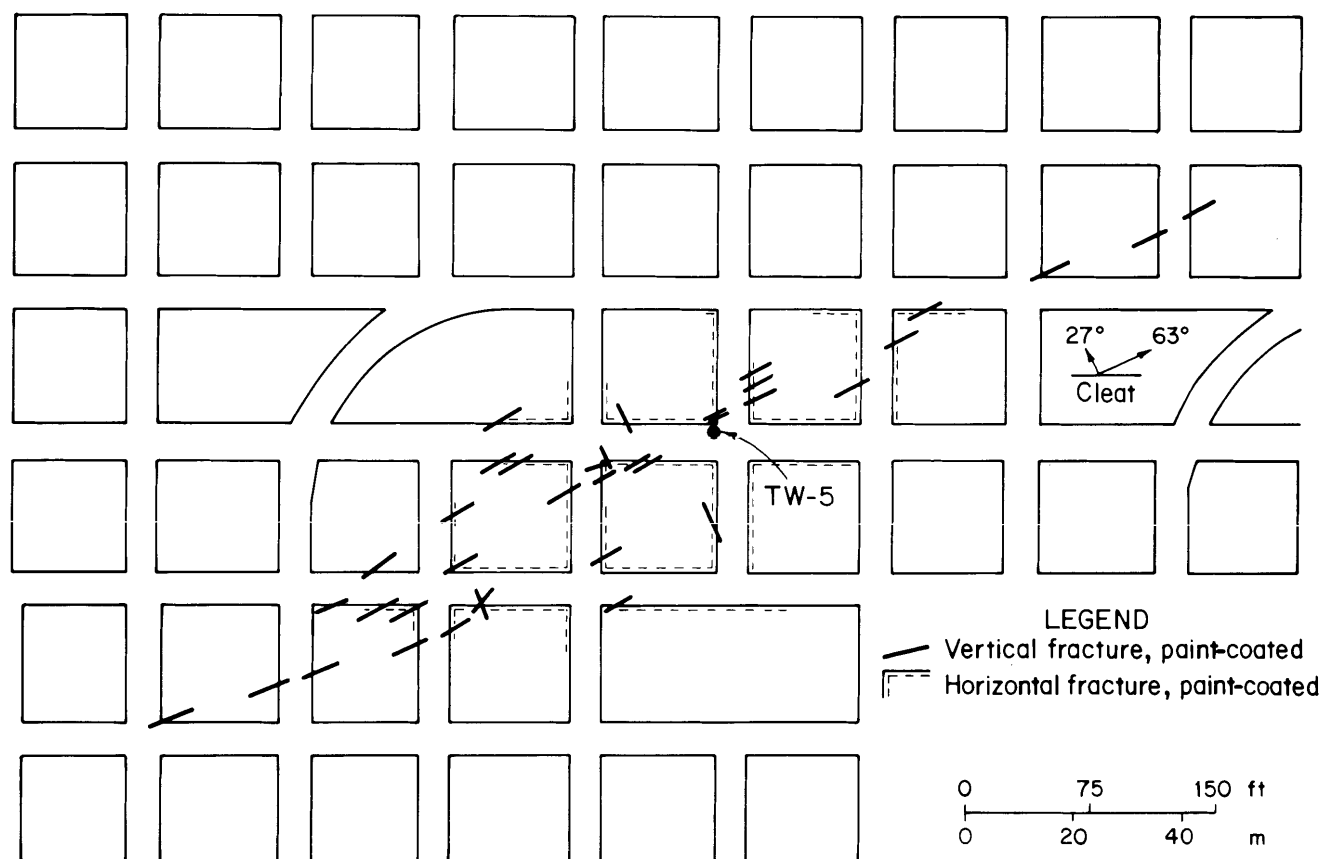 27° 63°
Cleat
TW-5
LEGEND
Vertical fracture, paint-coated
Horizontal fracture, paint-coated
0 75 150 ft
0 20 40 m